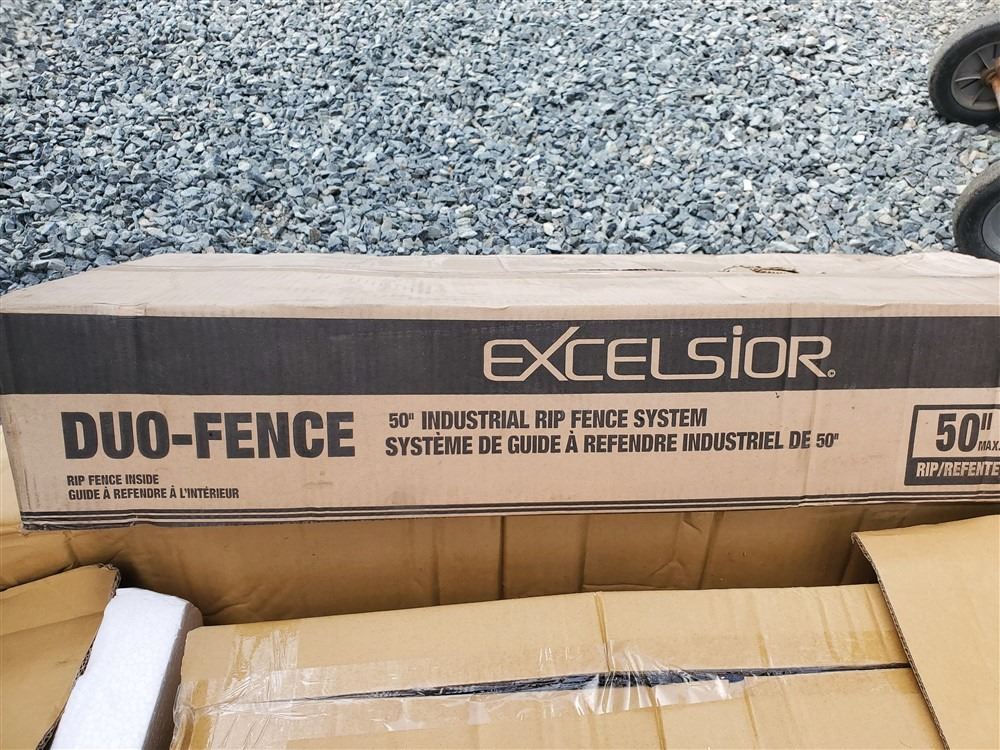 EXCELSIOR
DUO-FENCE
50" INDUSTRIAL RIP FENCE SYSTEM
SYSTÈME DE GUIDE À REFENDRE INDUSTRIEL DE 50"
RIP FENCE INSIDE
GUIDE À REFENDRE À L'INTÉRIEUR
50" MAX.
RIP/REFENTE